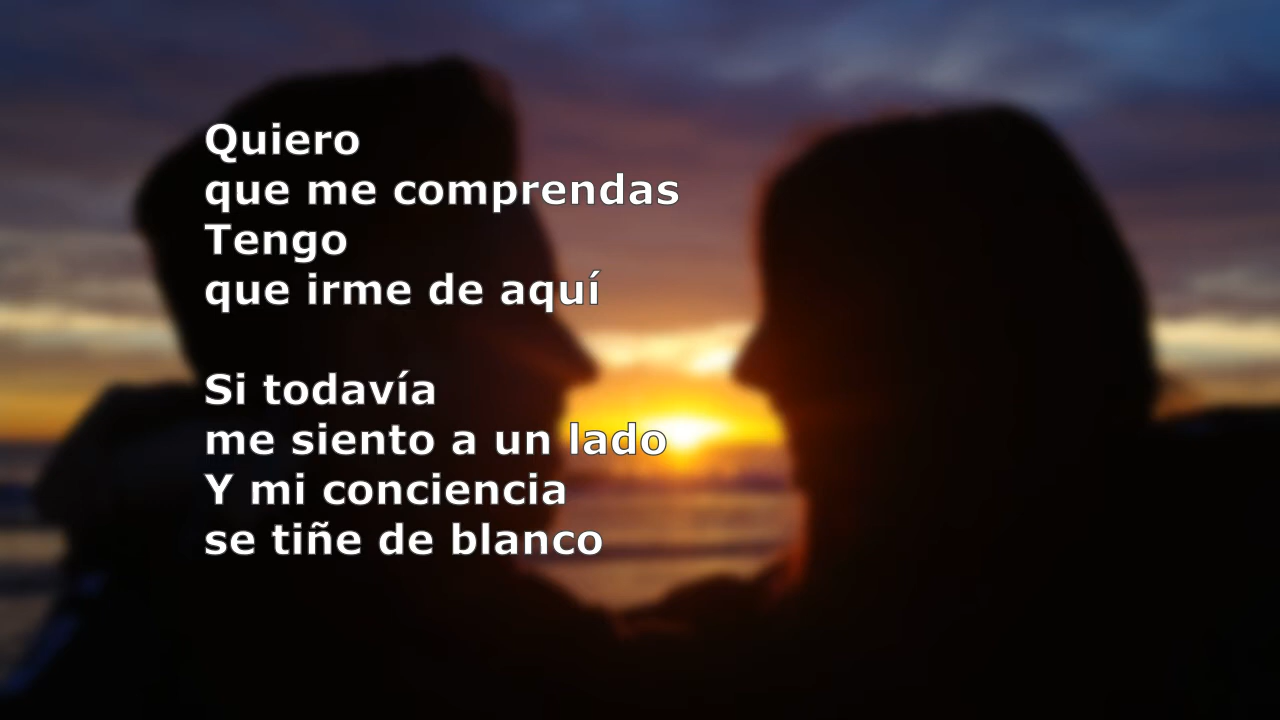 Quiero
que me comprendas
Tengo
que irme de aquí
Si todavía
me siento a un lado
Y mi conciencia
se tiñe de blanco